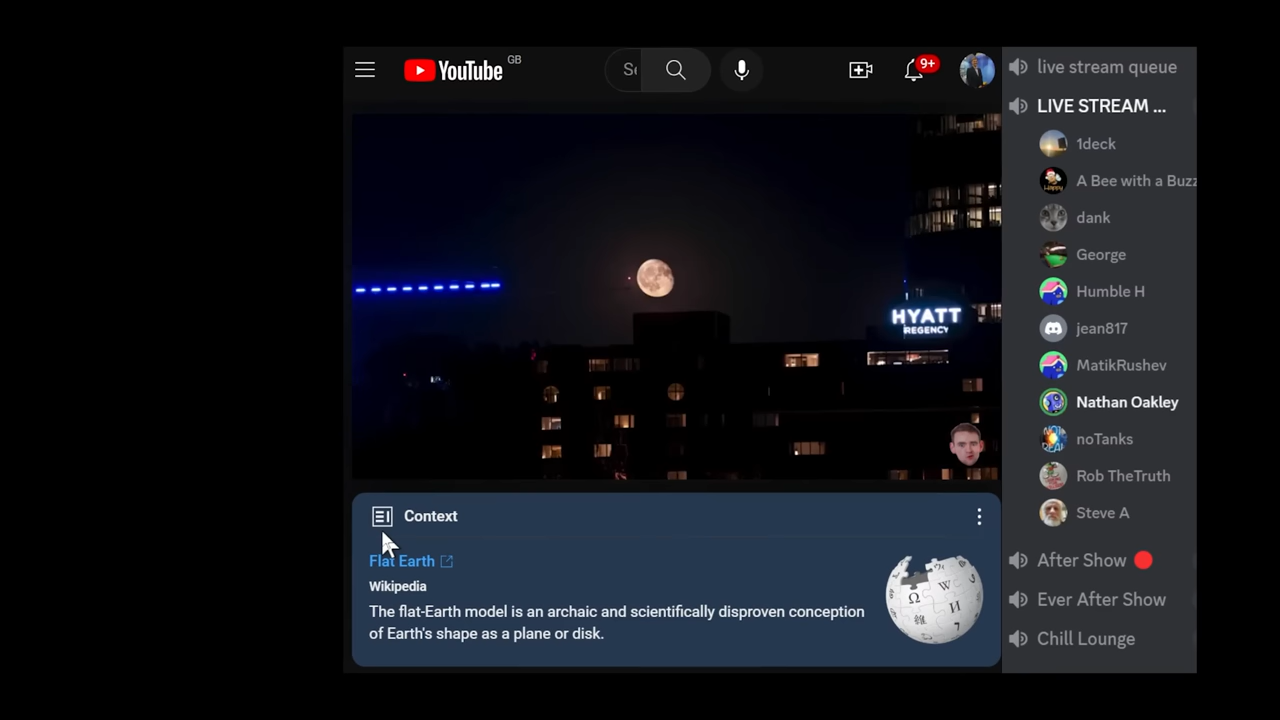 YouTube GB
9+
HYATT
REGENCY
Context
Flat Earth
Wikipedia
The flat-Earth model is an archaic and scientifically disproven conception
of Earth's shape as a plane or disk.
live stream queue
LIVE STREAM ...
1deck
A Bee with a Buzz
dank
George
Humble H
jean817
MatikRushev
Nathan Oakley
noTanks
Rob TheTruth
Steve A
After Show
Ever After Show
Chill Lounge